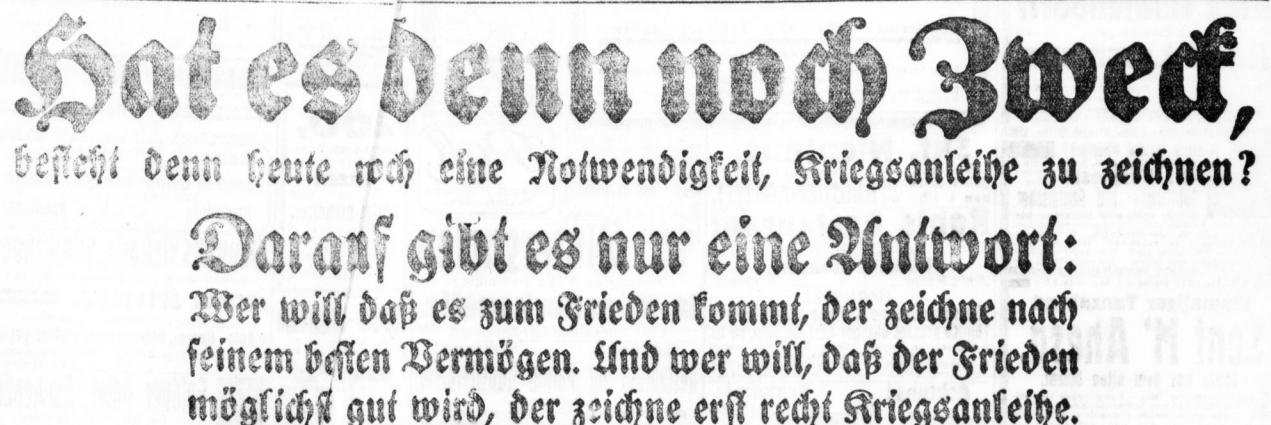 Hat es denn noch Zweck,
besteht denn heute noch eine Notwendigkeit, Kriegsanleihe zu zeichnen?
Darauf gibt es nur eine Antwort:
Wer will, daß es zum Frieden kommt, der zeichne nach
seinem besten Vermögen. Und wer will, daß der Frieden
möglichst gut wird, der zeichne erst recht Kriegsanleihe.